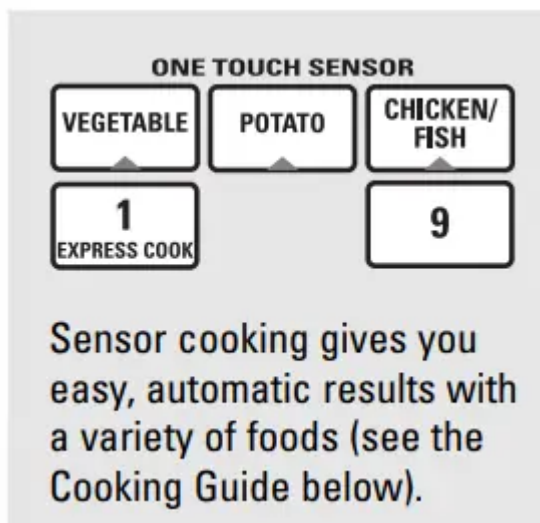 ONE TOUCH SENSOR
VEGETABLE
POTATO
CHICKEN/
FISH
1
EXPRESS COOK
9
Sensor cooking gives you
easy, automatic results with
a variety of foods (see the
Cooking Guide below).